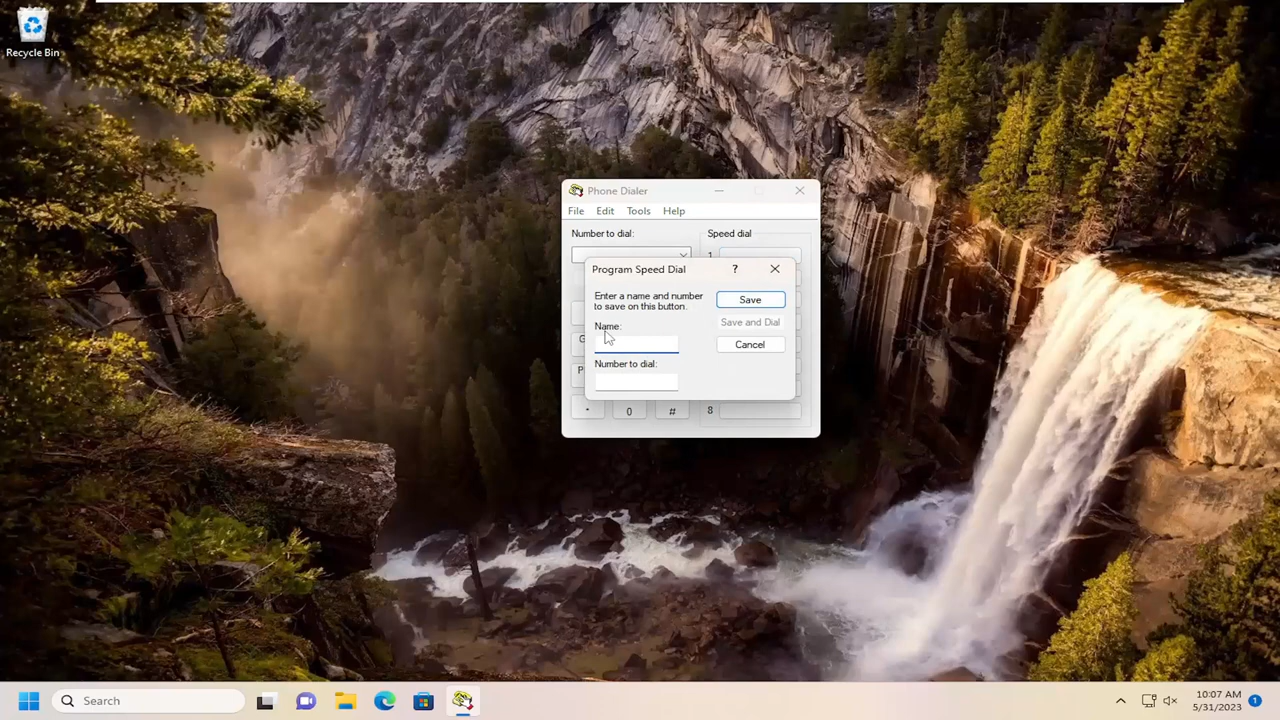 Recycle Bin
Phone Dialer
File Edit Tools Help
Number to dial:
Speed dial
1
Program Speed Dial
?
Enter a name and number
to save on this button.
Save
Name:
Save and Dial
Cancel
Number to dial:
G
P
* 0 #
8
Search
10:07 AM
5/31/2023
1